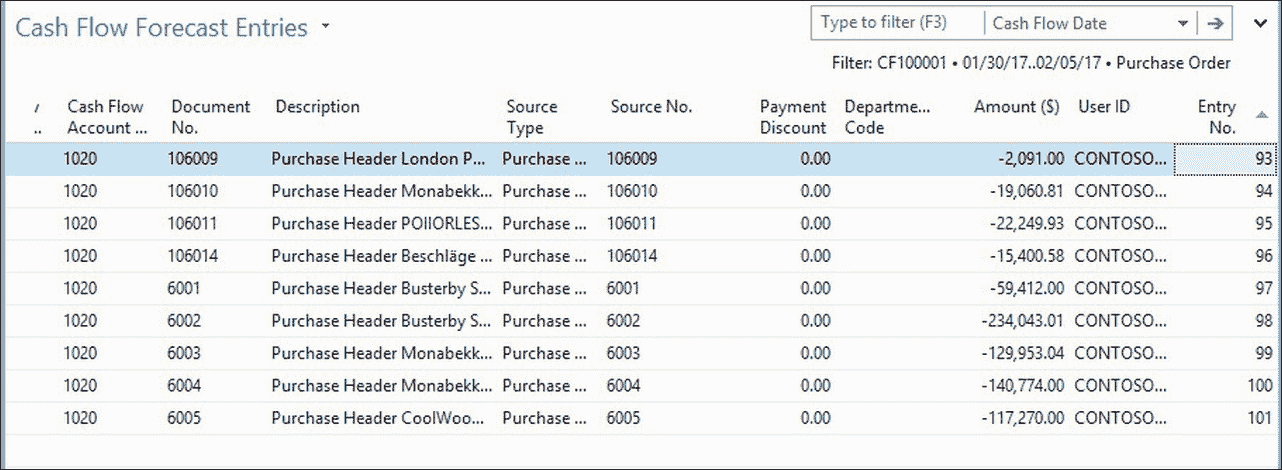 Cash Flow Forecast Entries
Type to filter (F3) Cash Flow Date
Filter: CF100001 • 01/30/17..02/05/17 • Purchase Order
Cash Flow Document Description Source Source No. Payment Departme... Amount ($) User ID Entry
.. Account ... No. Type Discount Code No.
1020 106009 Purchase Header London P... Purchase ... 106009 0.00 -2,091.00 CONTOSO... 93
1020 106010 Purchase Header Monabekk... Purchase ... 106010 0.00 -19,060.81 CONTOSO... 94
1020 106011 Purchase Header POIIORLES... Purchase ... 106011 0.00 -22,249.93 CONTOSO... 95
1020 106014 Purchase Header Beschläge ... Purchase ... 106014 0.00 -15,400.58 CONTOSO... 96
1020 6001 Purchase Header Busterby S... Purchase ... 6001 0.00 -59,412.00 CONTOSO... 97
1020 6002 Purchase Header Busterby S... Purchase ... 6002 0.00 -234,043.01 CONTOSO... 98
1020 6003 Purchase Header Monabekk... Purchase ... 6003 0.00 -129,953.04 CONTOSO... 99
1020 6004 Purchase Header Monabekk... Purchase ... 6004 0.00 -140,774.00 CONTOSO... 100
1020 6005 Purchase Header CoolWoo... Purchase ... 6005 0.00 -117,270.00 CONTOSO... 101